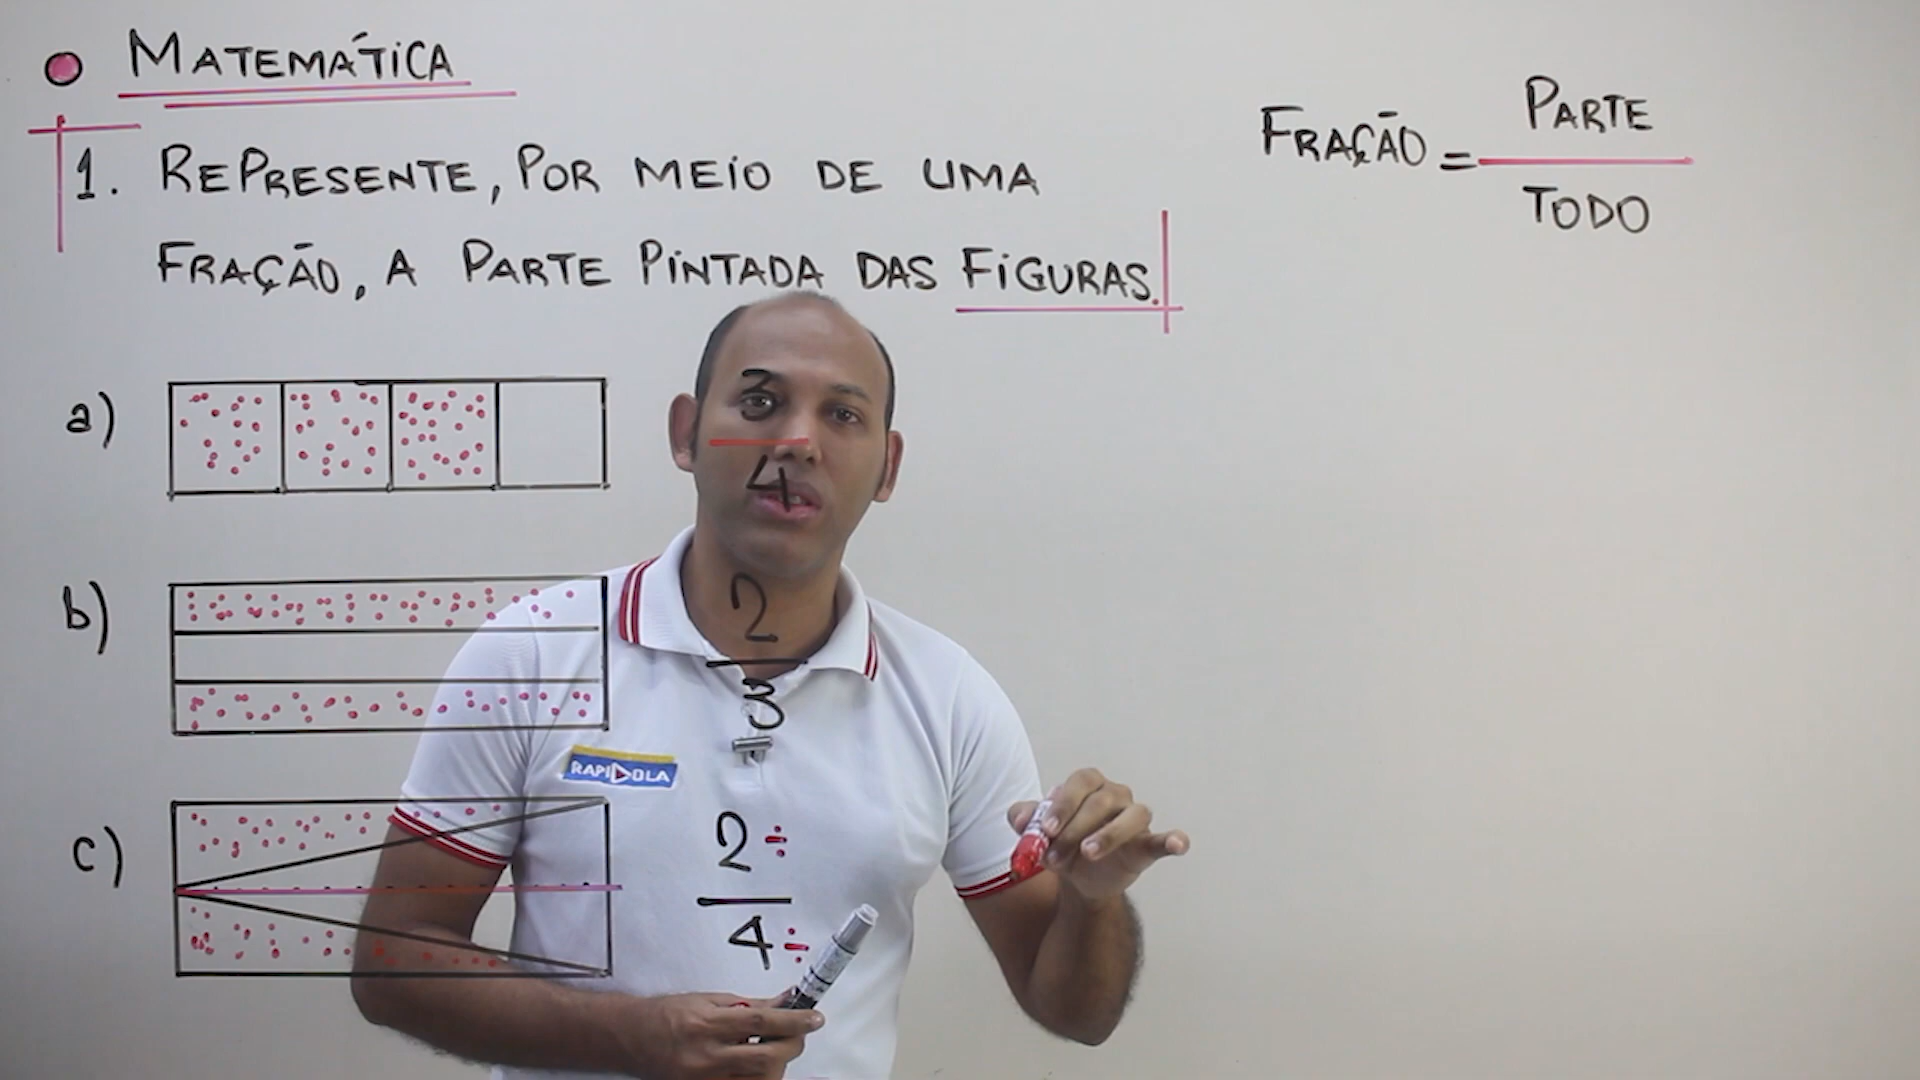 MATEMÁTICA
1. REPRESENTE, POR MEIO DE UMA
FRAÇÃO, A PARTE PINTADA DAS FIGURAS.
FRAÇÃO = PARTE
TODO
a)
3
4
b)
2
3
RAPIDOLA
c)
2 ÷
4 ÷